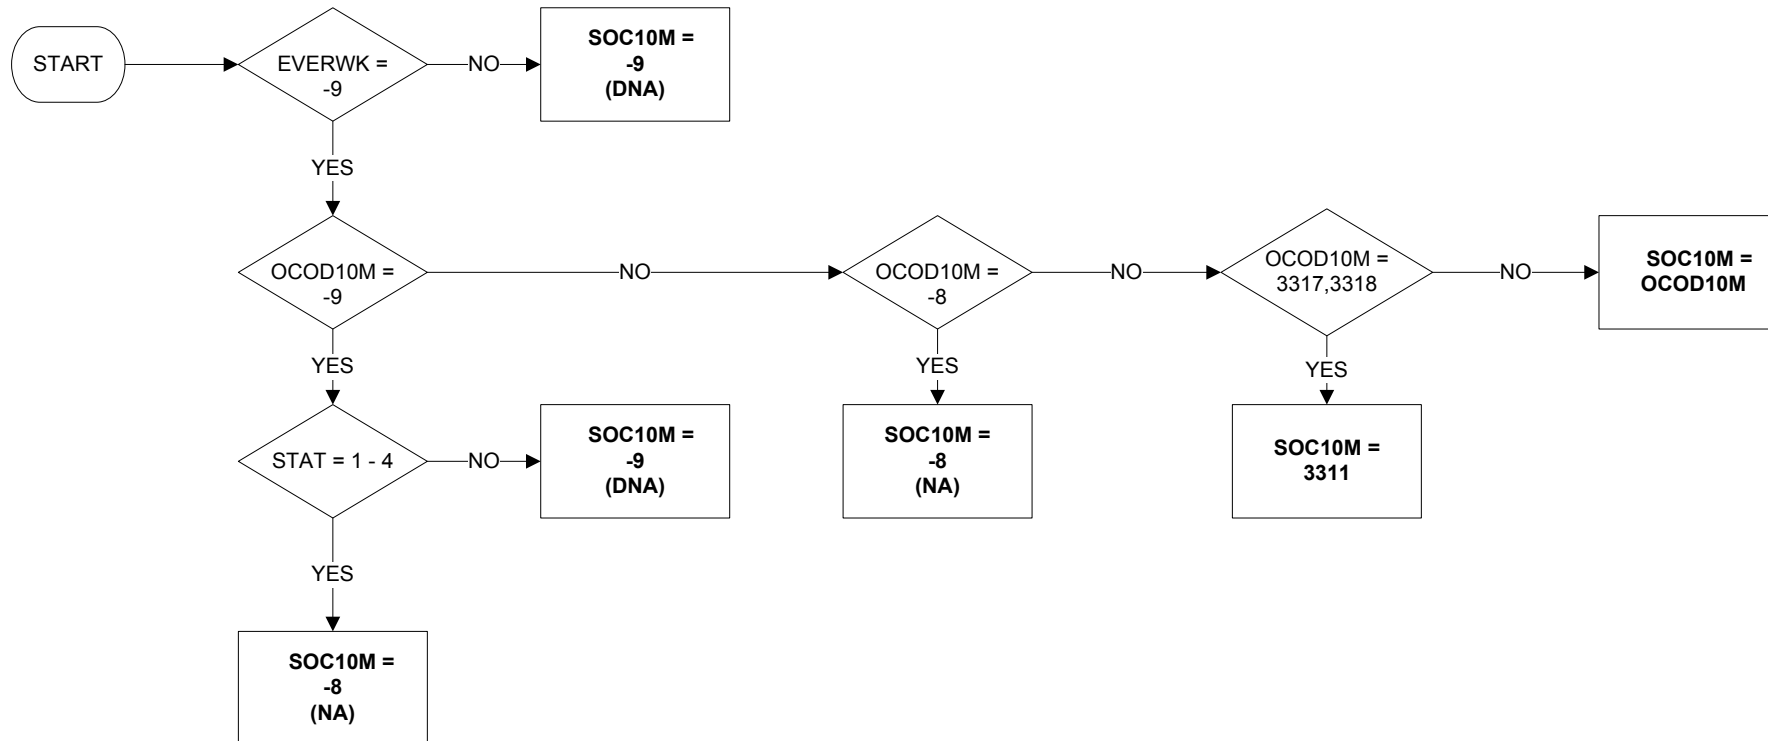 START
EVERWK =
-9
NO
SOC10M =
-9
(DNA)
YES
OCOD10M =
-9
NO
OCOD10M =
-8
NO
OCOD10M =
3317,3318
NO
SOC10M =
OCOD10M
YES
YES
YES
STAT = 1 - 4
NO
SOC10M =
-9
(DNA)
SOC10M =
-8
(NA)
SOC10M =
3311
YES
SOC10M =
-8
(NA)